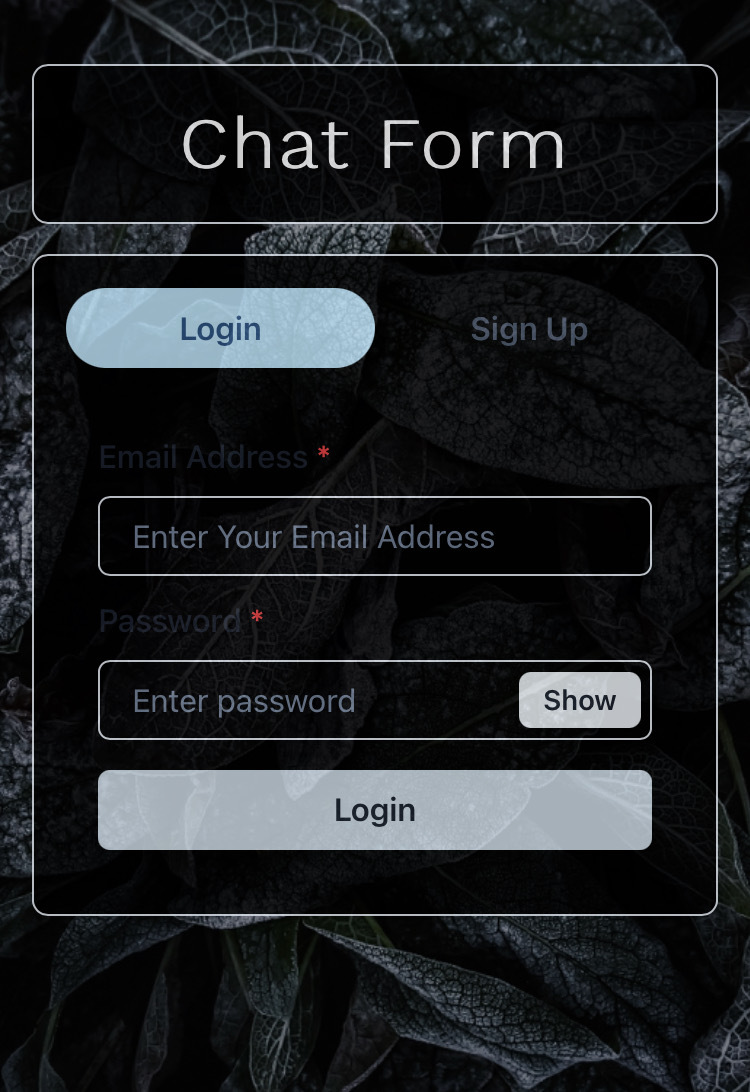 Chat Form
Login
Sign Up
Email Address *
Enter Your Email Address
Password *
Enter password
Show
Login